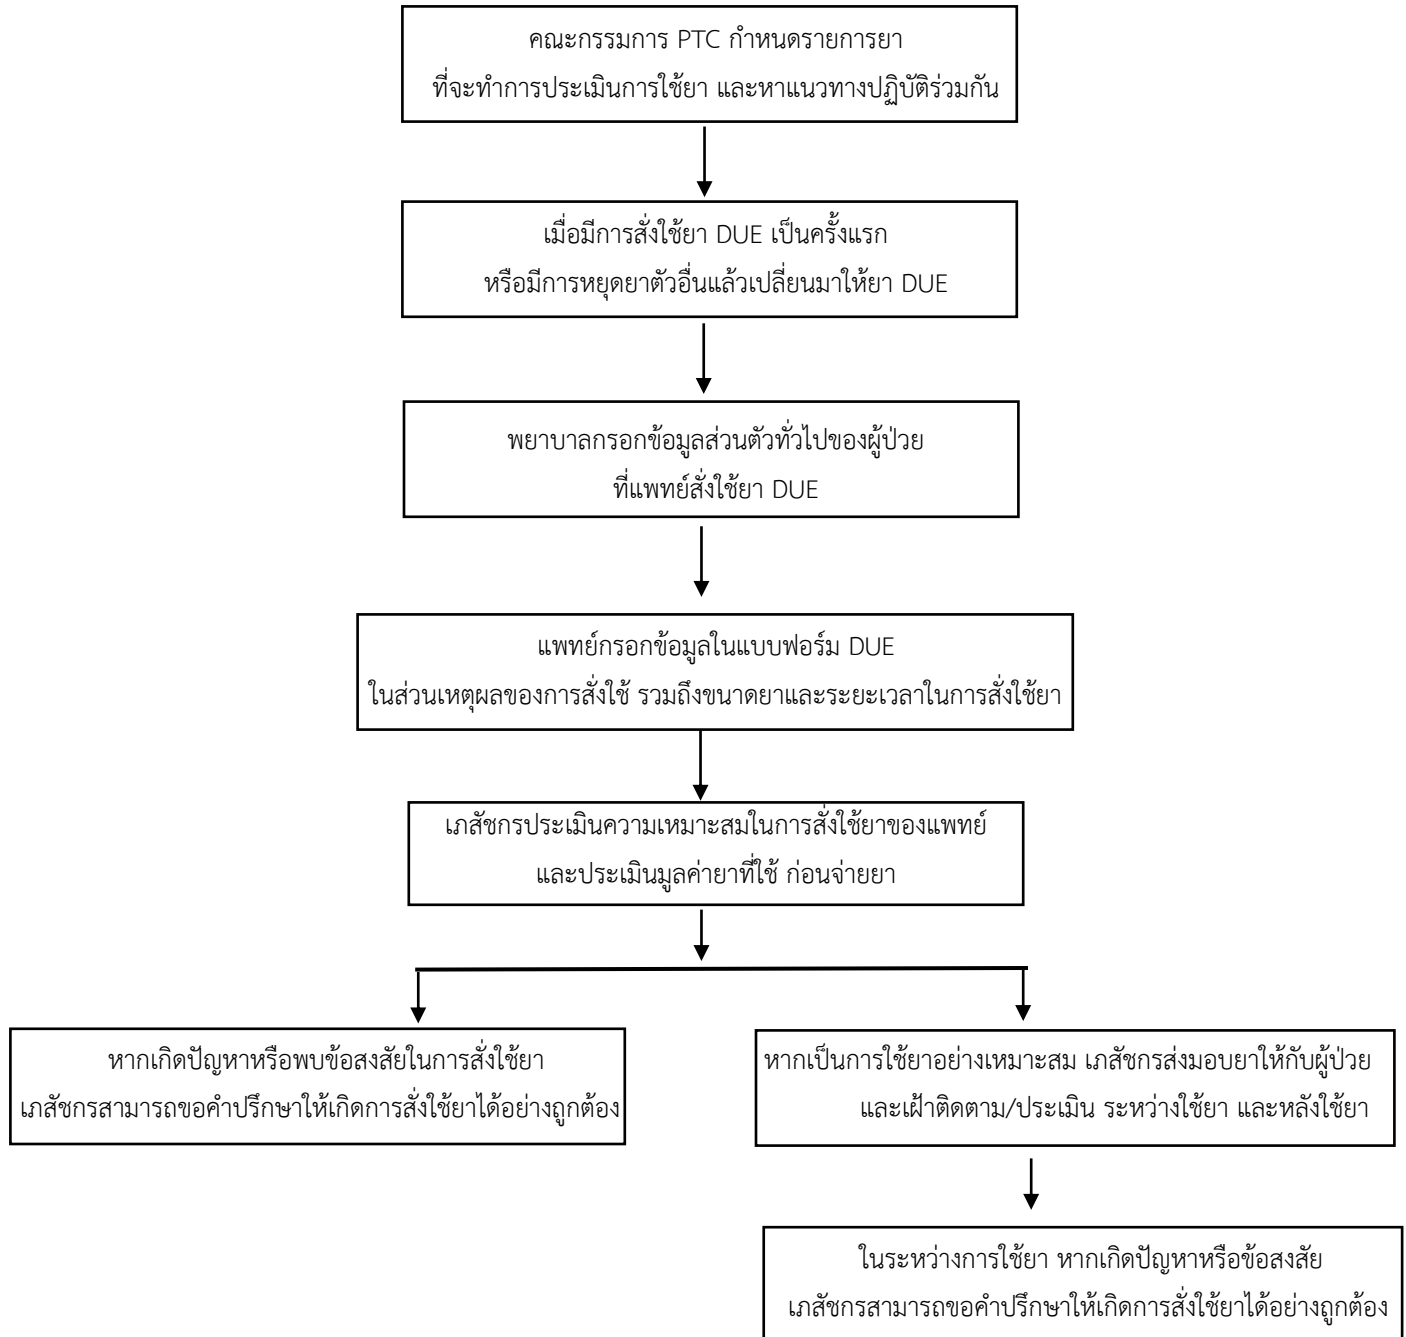 คณะกรรมการ PTC กำหนดรายการยา
ที่จะทำการประเมินการใช้ยา และหาแนวทางปฏิบัติร่วมกัน
เมื่อมีการสั่งใช้ยา DUE เป็นครั้งแรก
หรือมีการหยุดยาตัวอื่นแล้วเปลี่ยนมาให้ยา DUE
พยาบาลกรอกข้อมูลส่วนตัวทั่วไปของผู้ป่วย
ที่แพทย์สั่งใช้ยา DUE
แพทย์กรอกข้อมูลในแบบฟอร์ม DUE
ในส่วนเหตุผลของการสั่งใช้ รวมถึงขนาดยาและระยะเวลาในการสั่งใช้ยา
เภสัชกรประเมินความเหมาะสมในการสั่งใช้ยาของแพทย์
และประเมินมูลค่ายาที่ใช้ ก่อนจ่ายยา
หากเกิดปัญหาหรือพบข้อสงสัยในการสั่งใช้ยา
เภสัชกรสามารถขอคำปรึกษาให้เกิดการสั่งใช้ยาได้อย่างถูกต้อง
หากเป็นการใช้ยาอย่างเหมาะสม เภสัชกรส่งมอบยาให้กับผู้ป่วย
และเฝ้าติดตาม/ประเมิน ระหว่างใช้ยา และหลังใช้ยา
ในระหว่างการใช้ยา หากเกิดปัญหาหรือข้อสงสัย
เภสัชกรสามารถขอคำปรึกษาให้เกิดการสั่งใช้ยาได้อย่างถูกต้อง